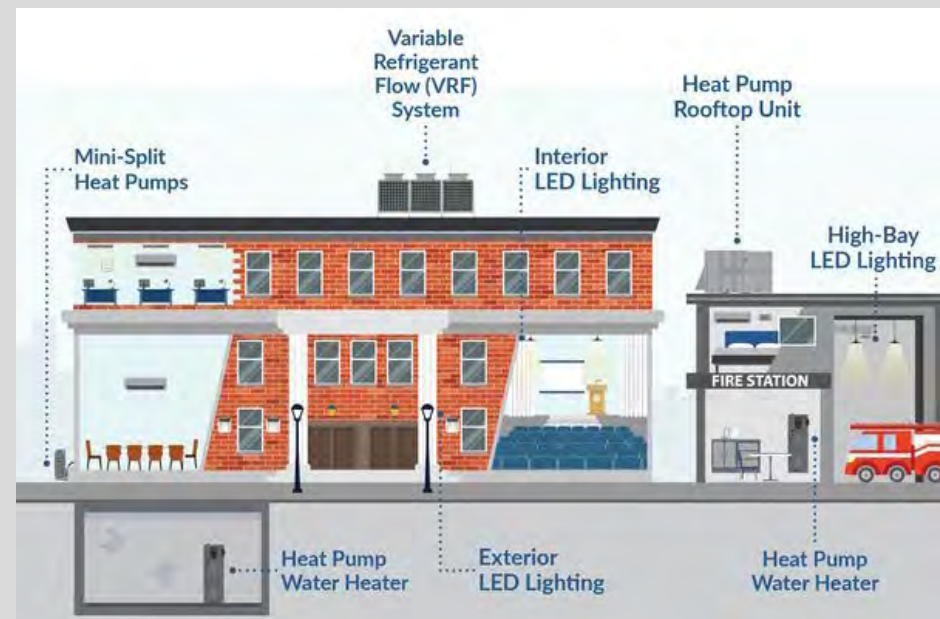 Variable
Refrigerant
Flow (VRF)
System
Heat Pump
Rooftop Unit
Mini-Split
Heat Pumps
Interior
LED Lighting
High-Bay
LED Lighting
FIRE STATION
Heat Pump
Water Heater
Exterior
LED Lighting
Heat Pump
Water Heater